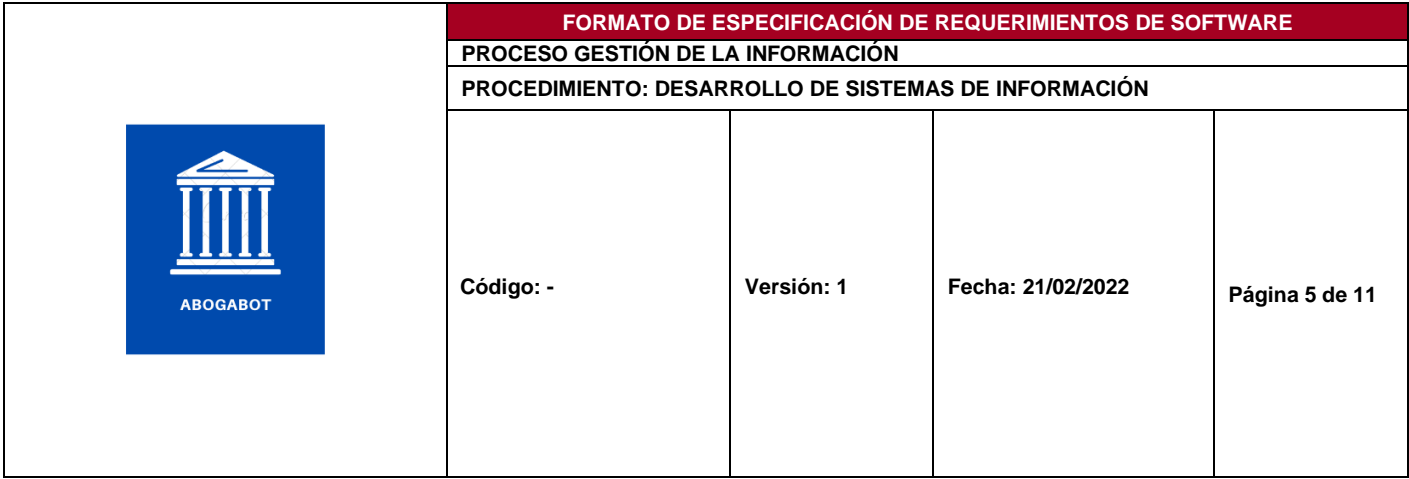 FORMATO DE ESPECIFICACIÓN DE REQUERIMIENTOS DE SOFTWARE
PROCESO GESTIÓN DE LA INFORMACIÓN
PROCEDIMIENTO: DESARROLLO DE SISTEMAS DE INFORMACIÓN
ABOGABOT
Código: -
Versión: 1
Fecha: 21/02/2022
Página 5 de 11